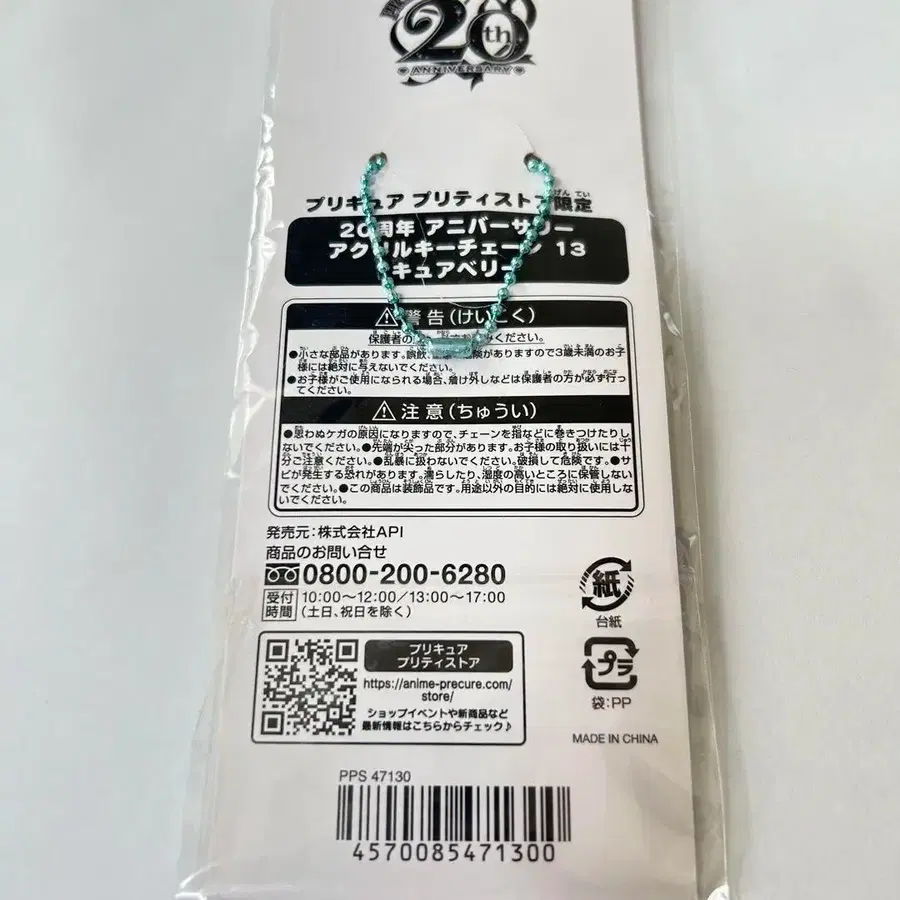 20th
ANNIVERSARY
プリキュア プリティストア限定
20周年 アニバーサリー
アクリルキーチェーン 13
キュアベリー
警告(けいこく)
保護者の
ください。
●小さな部品があります。誤飲、
険がありますので3歳未満のお子
様には絶対に与えないでください。
●お子様がご使用になられる場合、着け外しなどは保護者の方が必ず行っ
てください。
注意(ちゅうい)
●思わぬケガの原因になりますので、チェーンを指などに巻きつけたりし
ないでください。●先端が尖った部分があります。お子様の取り扱いには十
分ご注意ください。●乱暴に扱わないでください。破損して危険です。●サ
ビが発生する恐れがあります。濡らしたり、湿度の高いところに保管しない
でください。●この商品は装飾品です。用途以外の目的には絶対に使用しな
いでください。
発売元:株式会社API
商品のお問い合せ
0800-200-6280
受付時間 10:00〜12:00/13:00〜17:00
(土日、祝日を除く)
紙
台紙
プリキュア
プリティストア
https://anime-precure.com/
store/
ショップイベントや新商品など
最新情報はこちらからチェック♪
プラ
袋:PP
MADE IN CHINA
PPS 47130
4570085471300